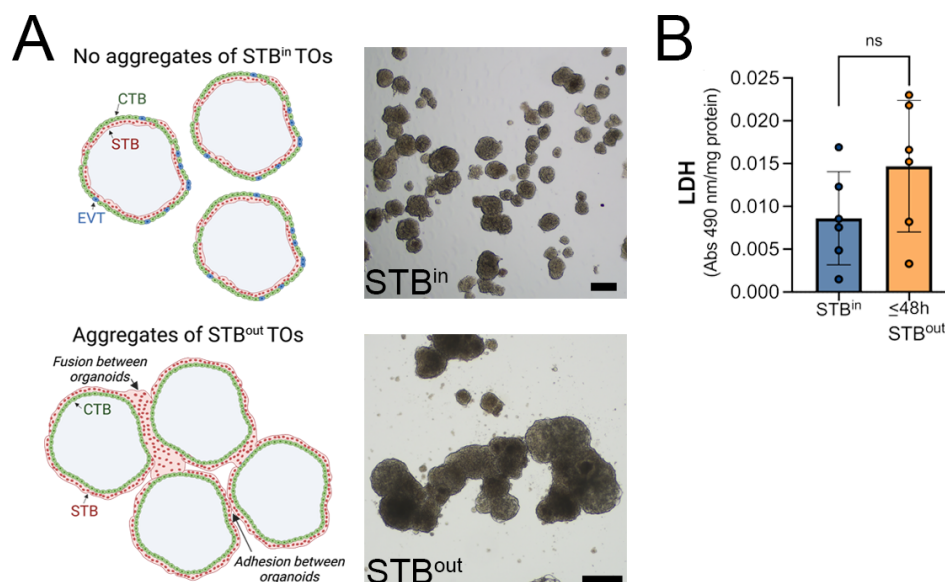 A
No aggregates of STBⁱⁿ TOs
CTB
STB
EVT
STBⁱⁿ
Aggregates of STBᵒᵘᵗ TOs
Fusion between
organoids
CTB
STB
Adhesion between
organoids
STBᵒᵘᵗ
B
ns
LDH
(Abs 490 nm/mg protein)
0.025
0.020
0.015
0.010
0.005
0.000
STBⁱⁿ
≤48h
STBᵒᵘᵗ